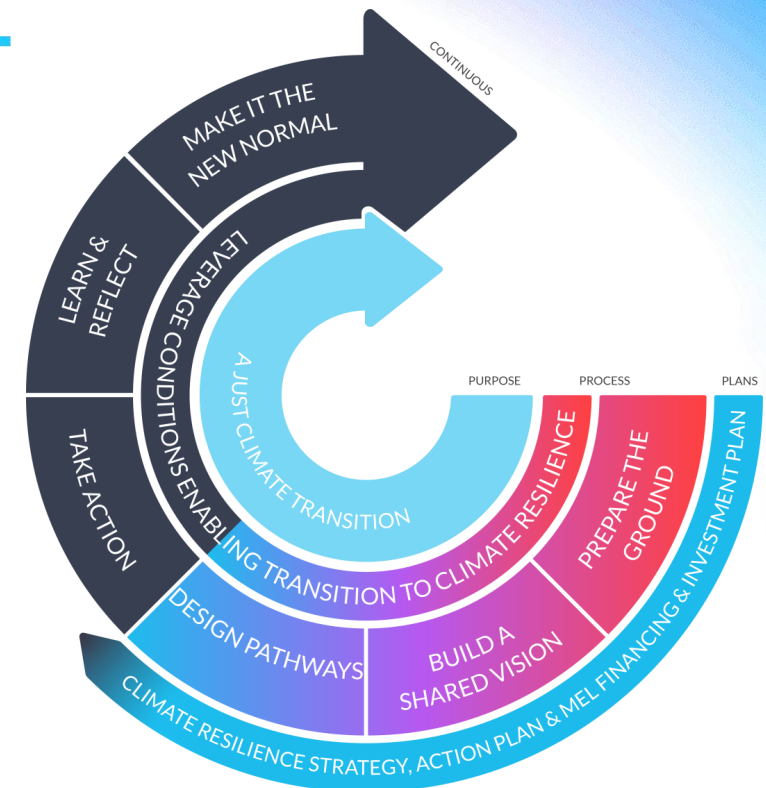 CONTINUOUS
MAKE IT THE
NEW NORMAL
LEARN &
REFLECT
TAKE ACTION
LEVERAGE CONDITIONS ENABLING TRANSITION TO CLIMATE RESILIENCE
A JUST CLIMATE TRANSITION
PURPOSE
PROCESS
PLANS
PREPARE THE
GROUND
BUILD A
SHARED VISION
DESIGN PATHWAYS
CLIMATE RESILIENCE STRATEGY, ACTION PLAN & MEL FINANCING & INVESTMENT PLAN